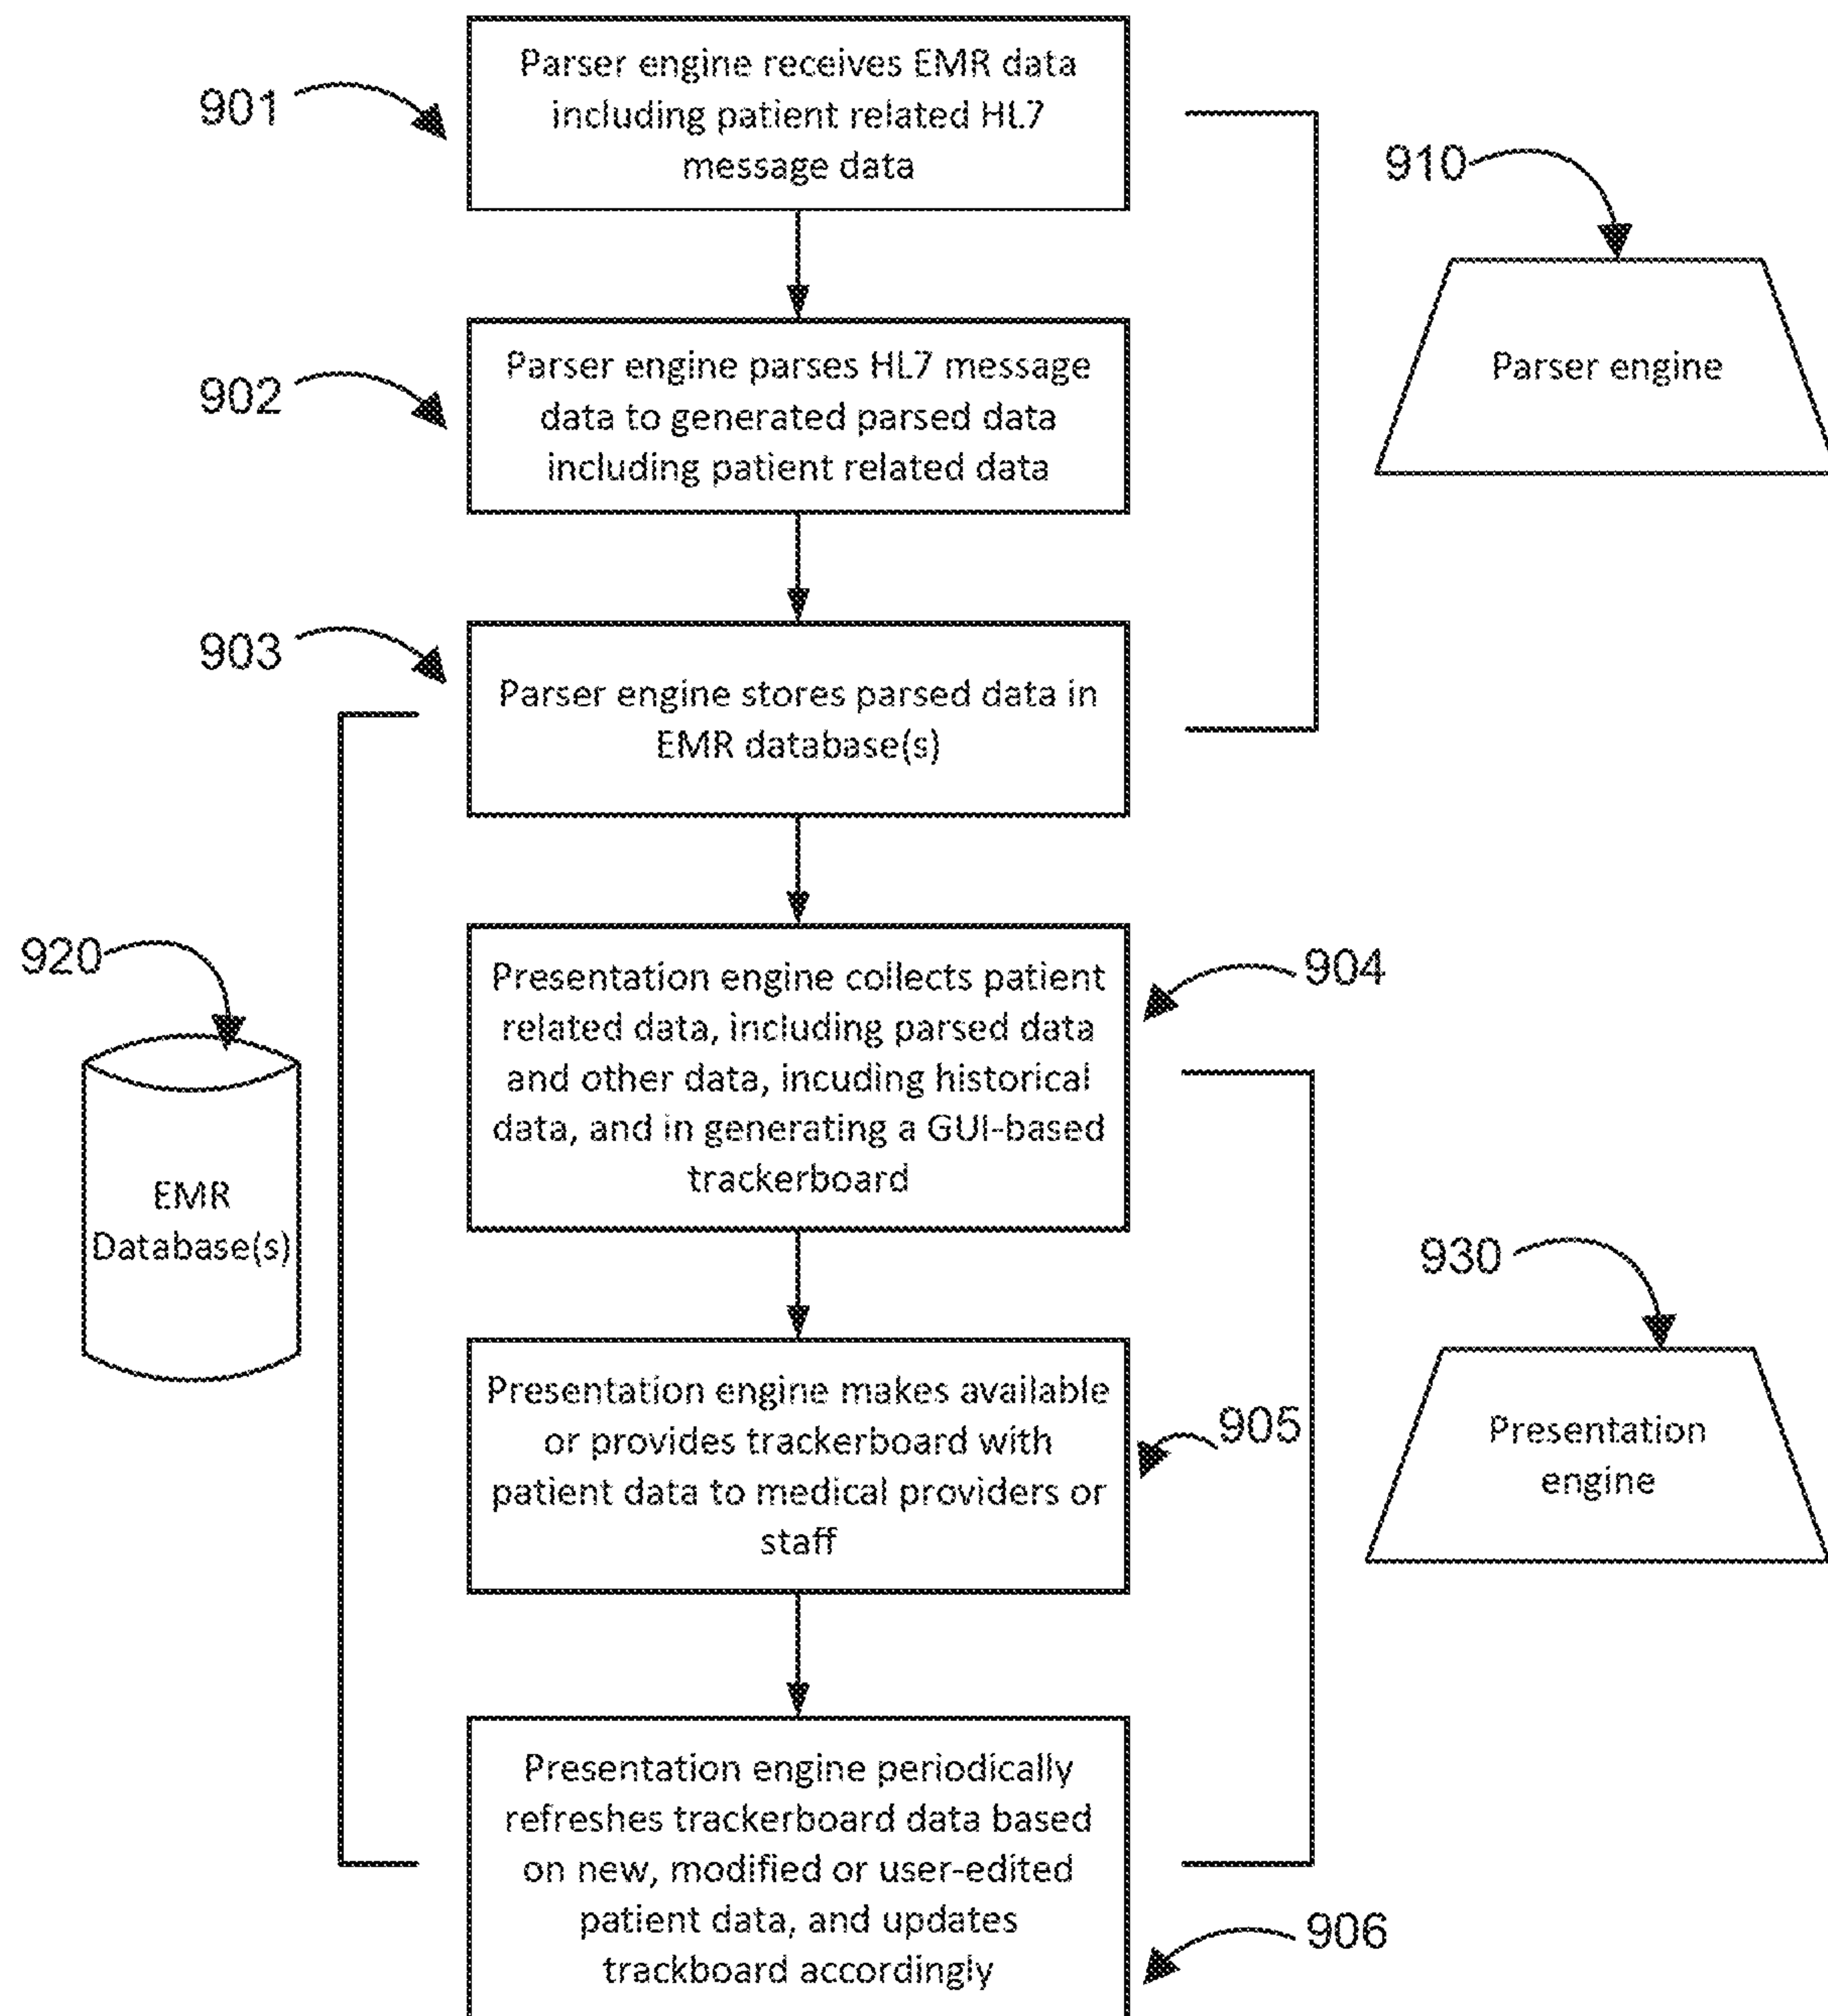 Parser engine receives EMR data
including patient related HL7
message data
901
910
Parser engine
Parser engine parses HL7 message
data to generated parsed data
including patient related data
902
903
Parser engine stores parsed data in
EMR database(s)
920
EMR
Database(s)
Presentation engine collects patient
related data, including parsed data
and other data, incuding historical
data, and in generating a GUI-based
trackerboard
904
930
Presentation
engine
Presentation engine makes available
or provides trackerboard with
patient data to medical providers or
staff
905
Presentation engine periodically
refreshes trackerboard data based
on new, modified or user-edited
patient data, and updates
trackboard accordingly
906